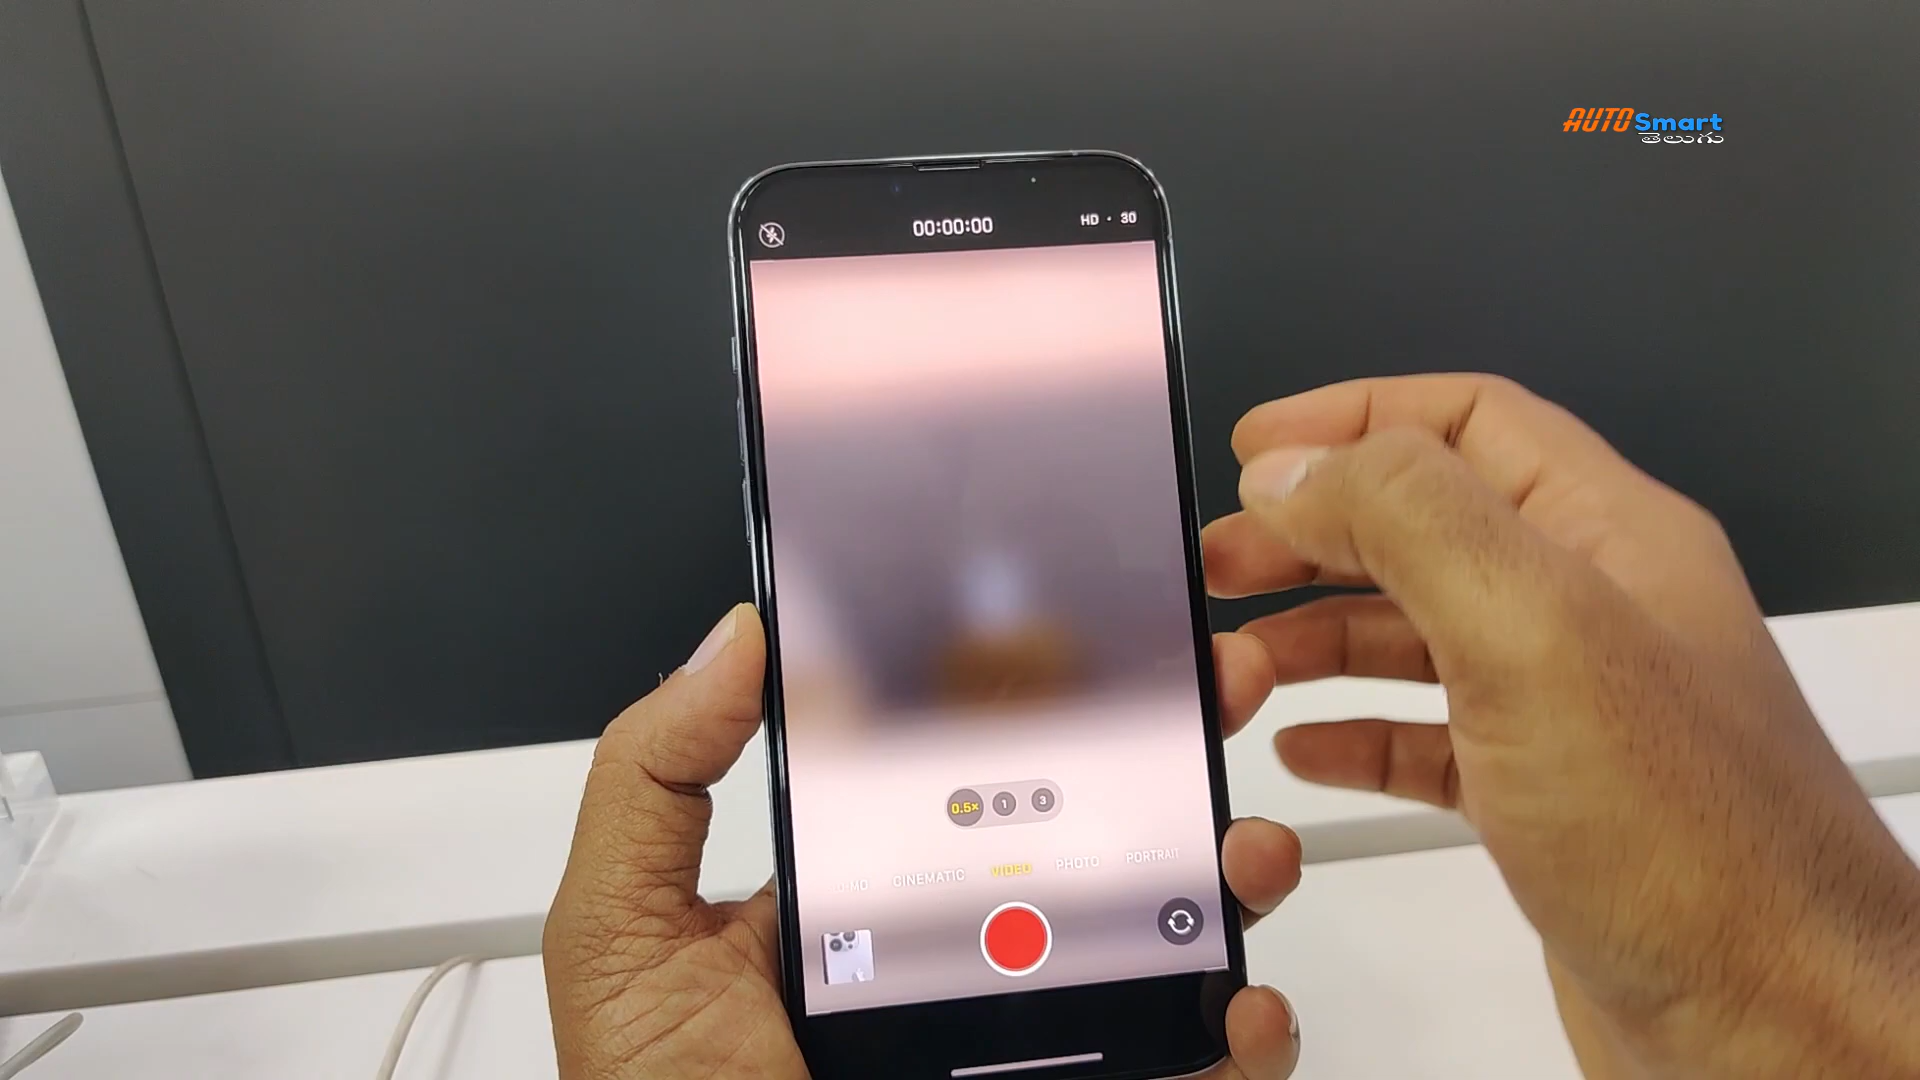 AUTO Smart
తెలుగు
00:00:00
HD · 30
0.5×
1
3
CINEMATIC
VIDEO
PHOTO
PORTRAIT